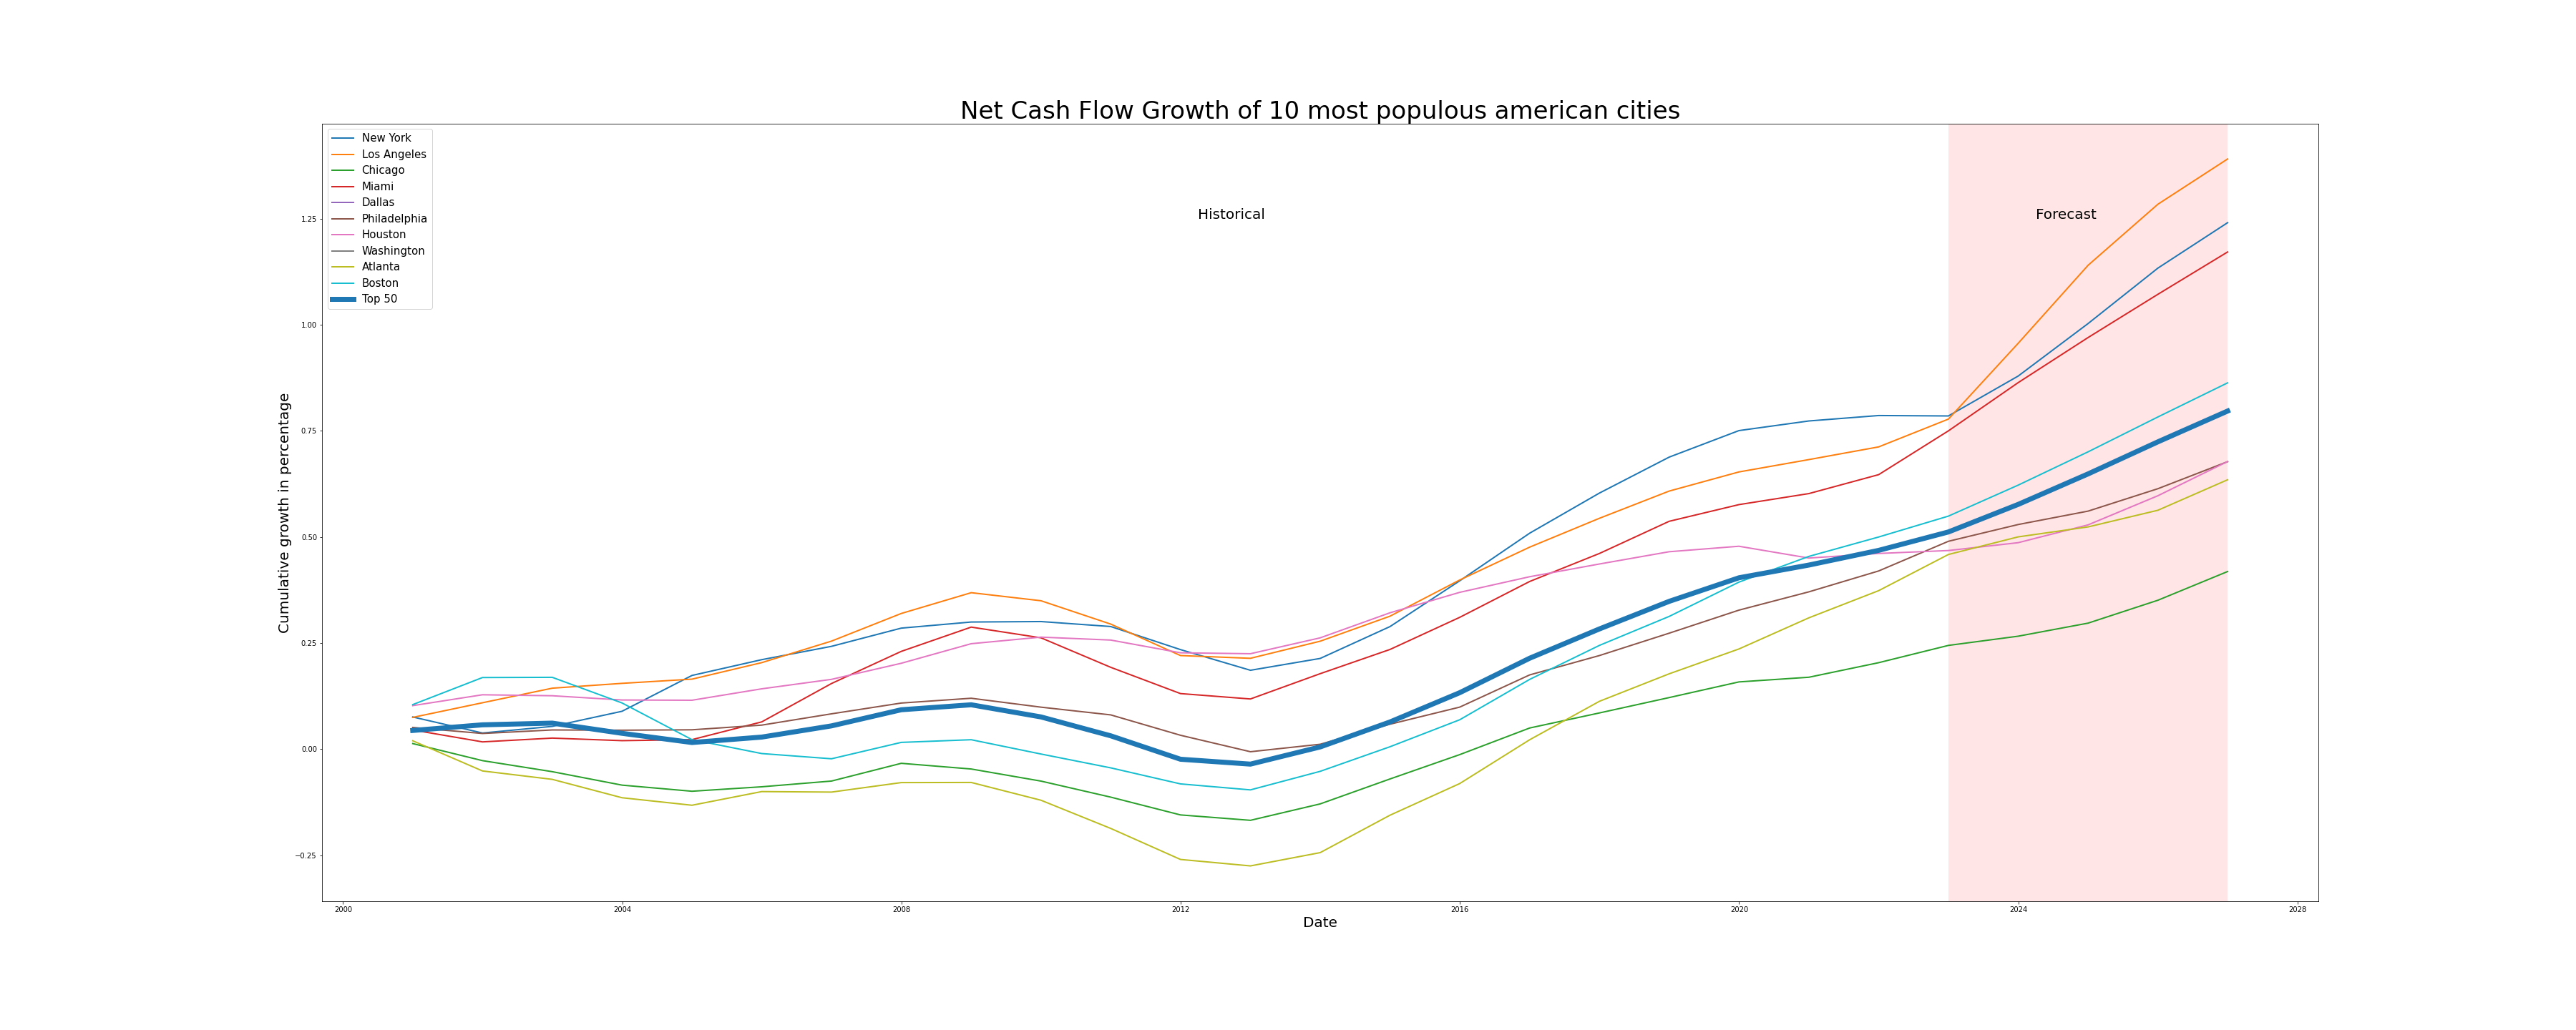 Net Cash Flow Growth of 10 most populous american cities
New York
Los Angeles
Chicago
Miami
Dallas
Philadelphia
Houston
Washington
Atlanta
Boston
Top 50
Historical
Forecast
Cumulative growth in percentage
1.25
1.00
0.75
0.50
0.25
0.00
−0.25
2000
2004
2008
2012
2016
2020
2024
2028
Date